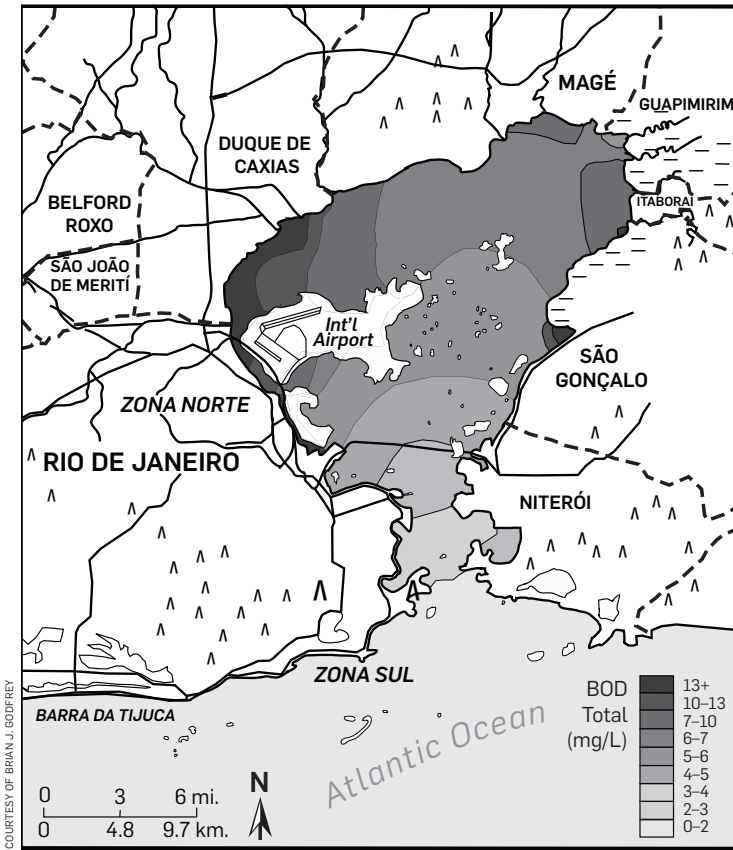 MAGÉ
GUAPIMIRIM
DUQUE DE
CAXIAS
BELFORD
ROXO
ITABORAÍ
SÃO JOÃO
DE MERITÍ
Int'l
Airport
SÃO
GONÇALO
ZONA NORTE
RIO DE JANEIRO
NITERÓI
ZONA SUL
BARRA DA TIJUCA
Atlantic Ocean
BOD
Total
(mg/L)
13+
10–13
7–10
6–7
5–6
4–5
3–4
2–3
0–2
0 3 6 mi.
0 4.8 9.7 km.
N
COURTESY OF BRIAN J. GODFREY